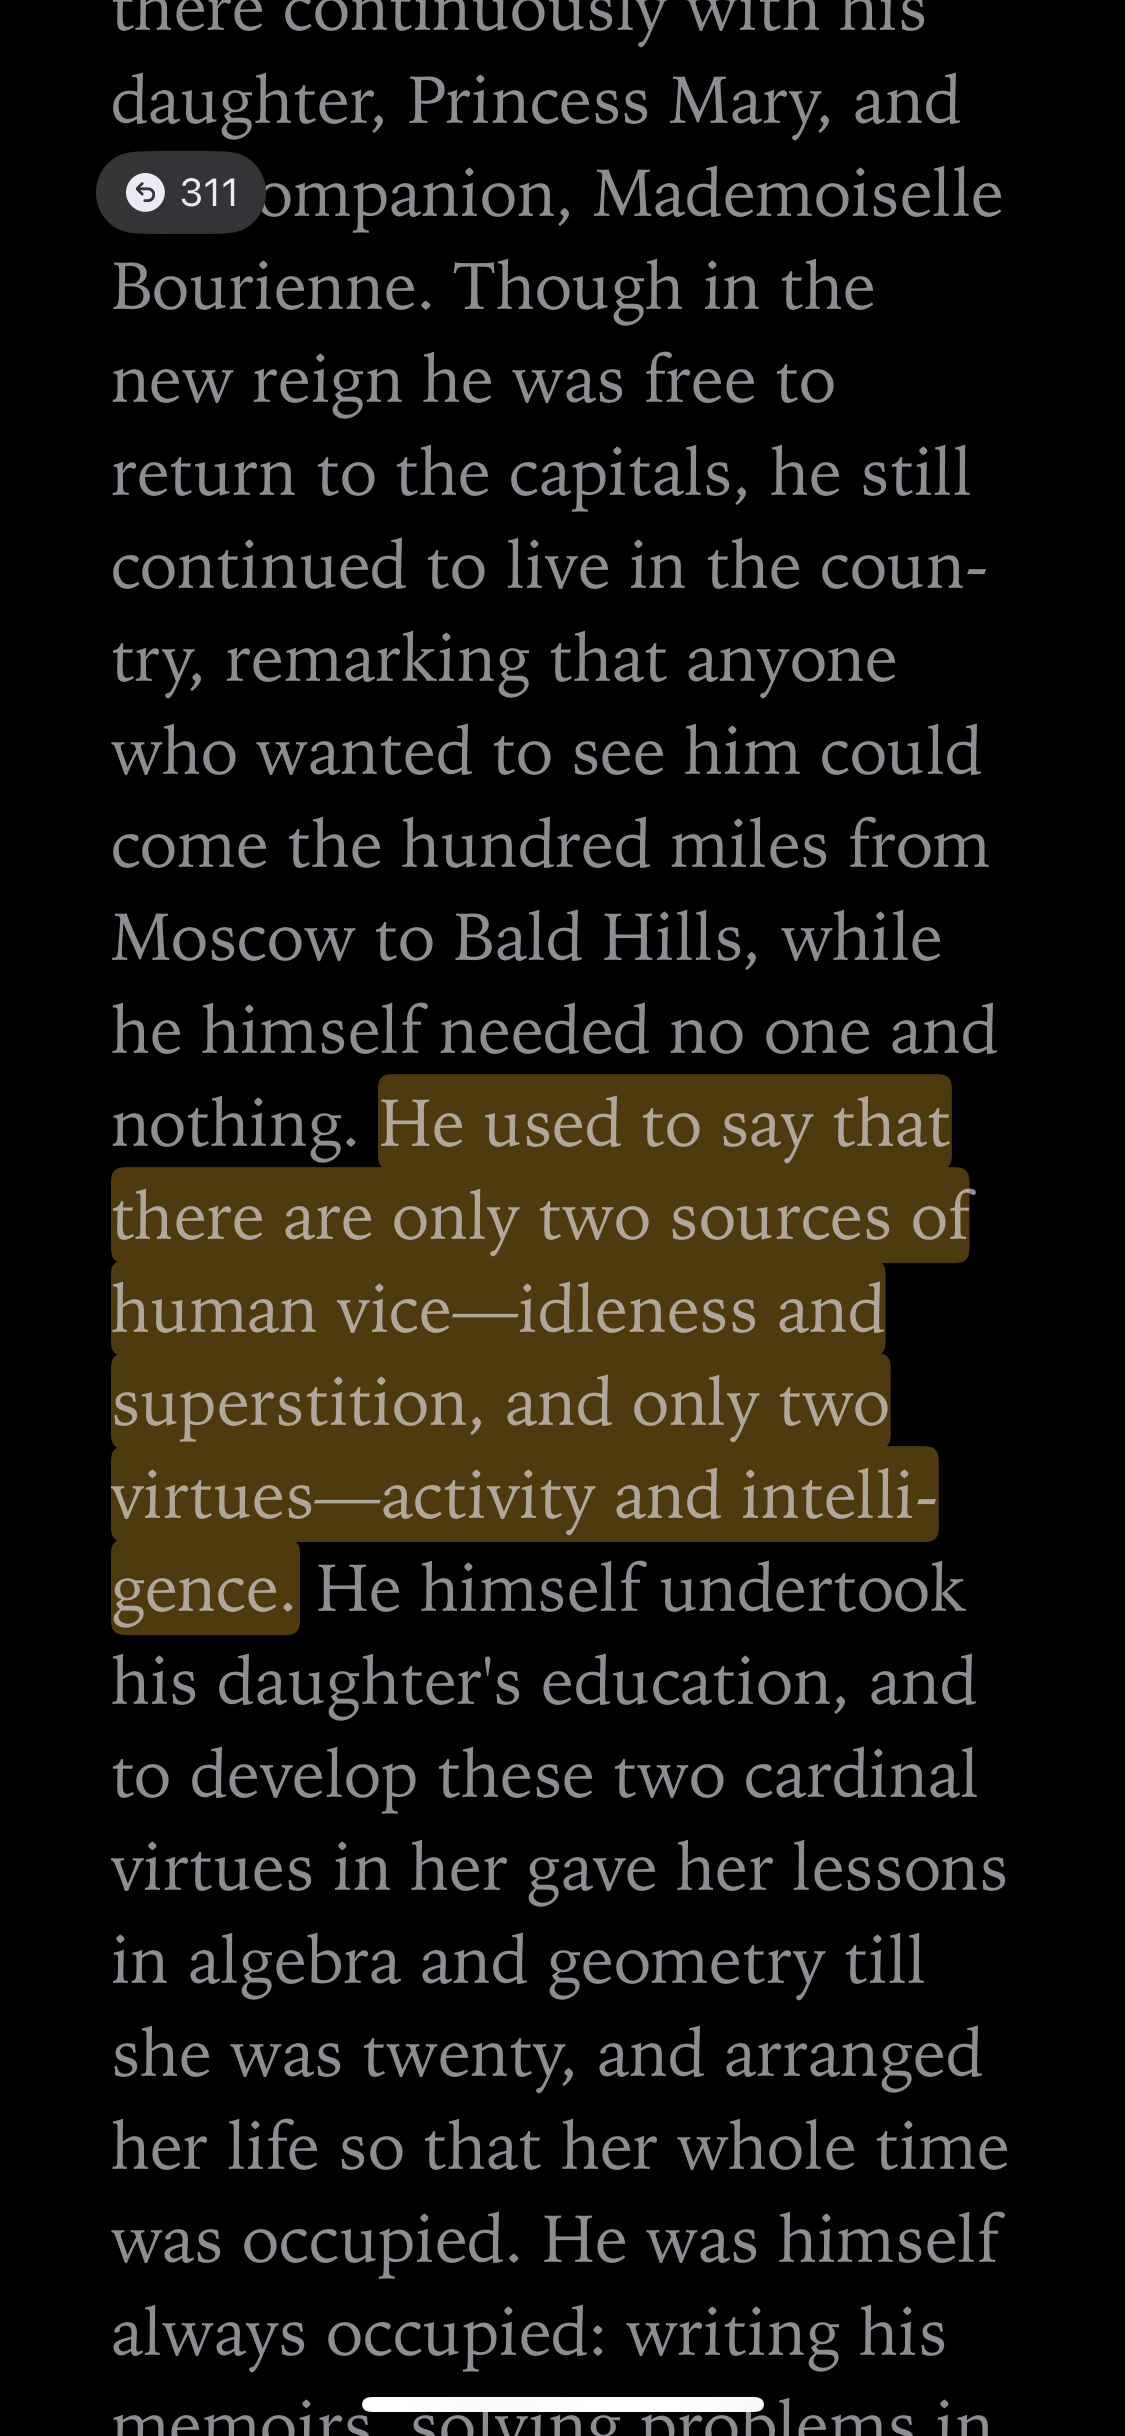 there continuously with his
daughter, Princess Mary, and
311
ompanion, Mademoiselle
Bourienne. Though in the
new reign he was free to
return to the capitals, he still
continued to live in the coun-
try, remarking that anyone
who wanted to see him could
come the hundred miles from
Moscow to Bald Hills, while
he himself needed no one and
nothing. He used to say that
there are only two sources of
human vice—idleness and
superstition, and only two
virtues—activity and intelli-
gence. He himself undertook
his daughter's education, and
to develop these two cardinal
virtues in her gave her lessons
in algebra and geometry till
she was twenty, and arranged
her life so that her whole time
was occupied. He was himself
always occupied: writing his
memoirs, solving problems in